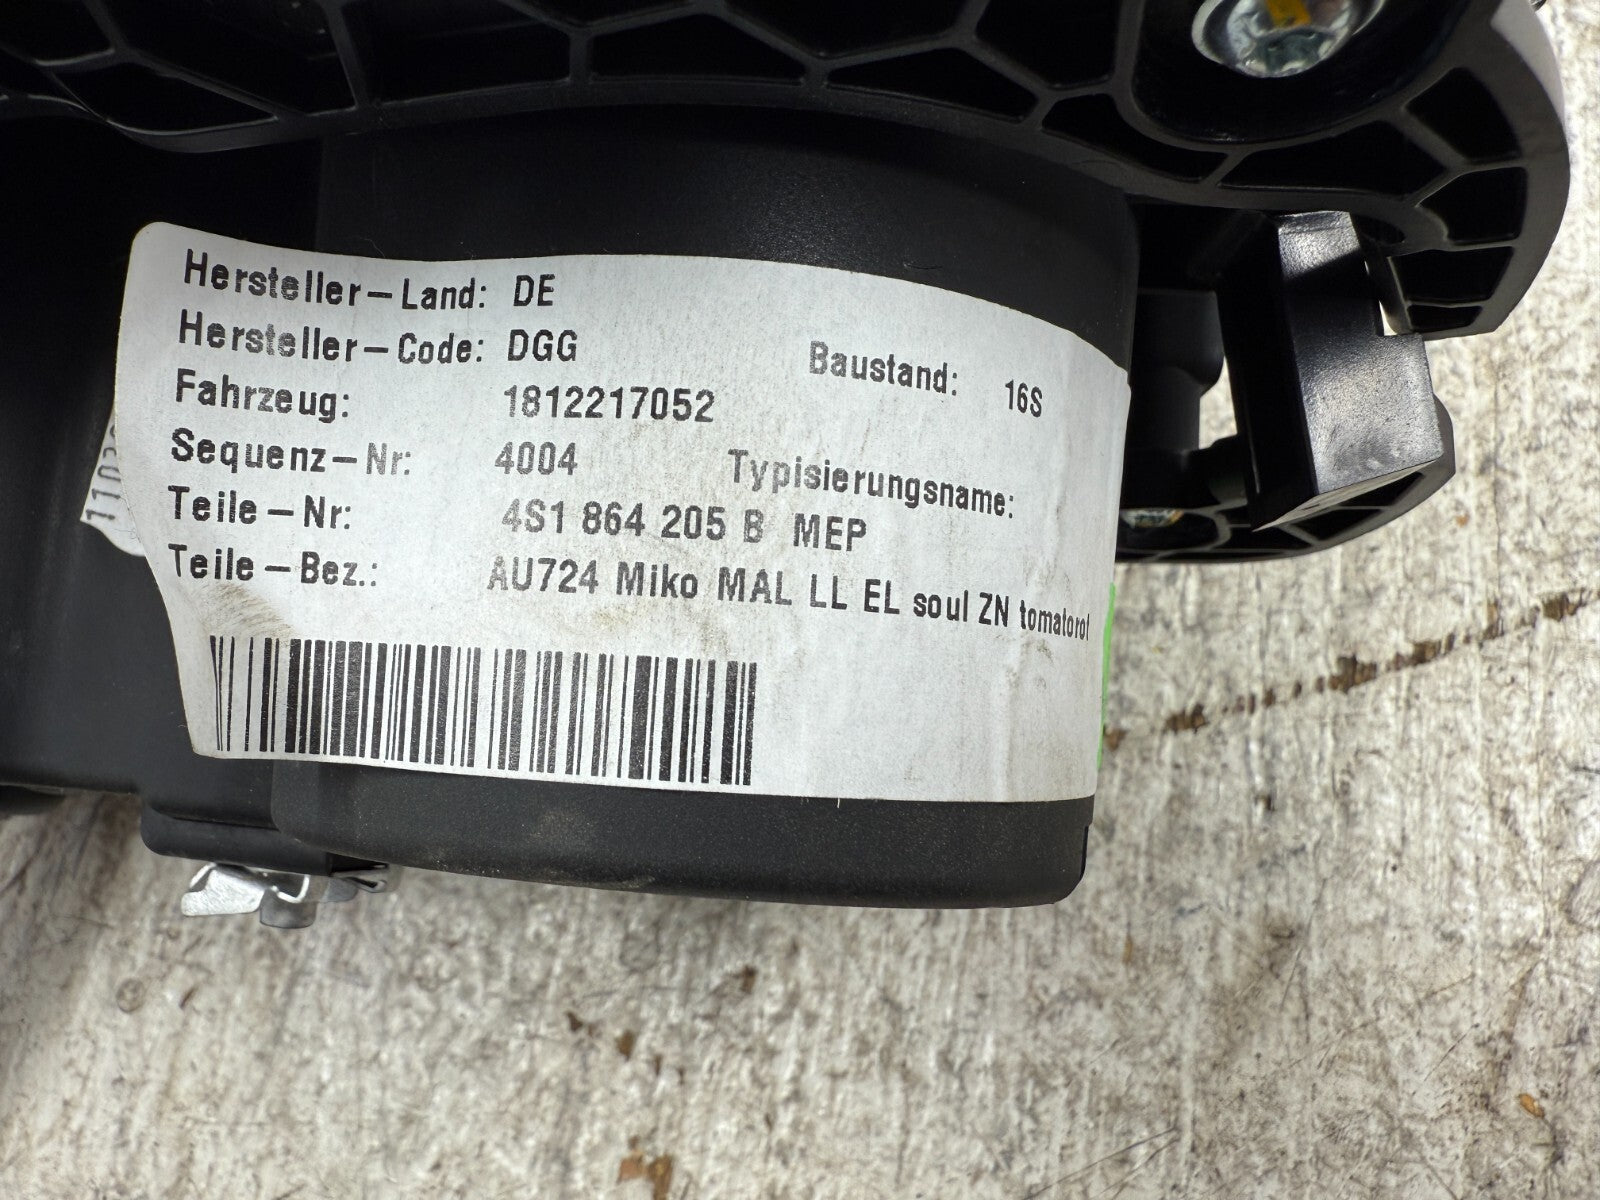 Hersteller-Land: DE
Hersteller-Code: DGG Baustand: 16S
Fahrzeug: 1812217052
Sequenz-Nr: 4004 Typisierungsname:
Teile-Nr: 4S1 864 205 B MEP
Teile-Bez.: AU724 Miko MAL LL EL soul ZN tomatorot